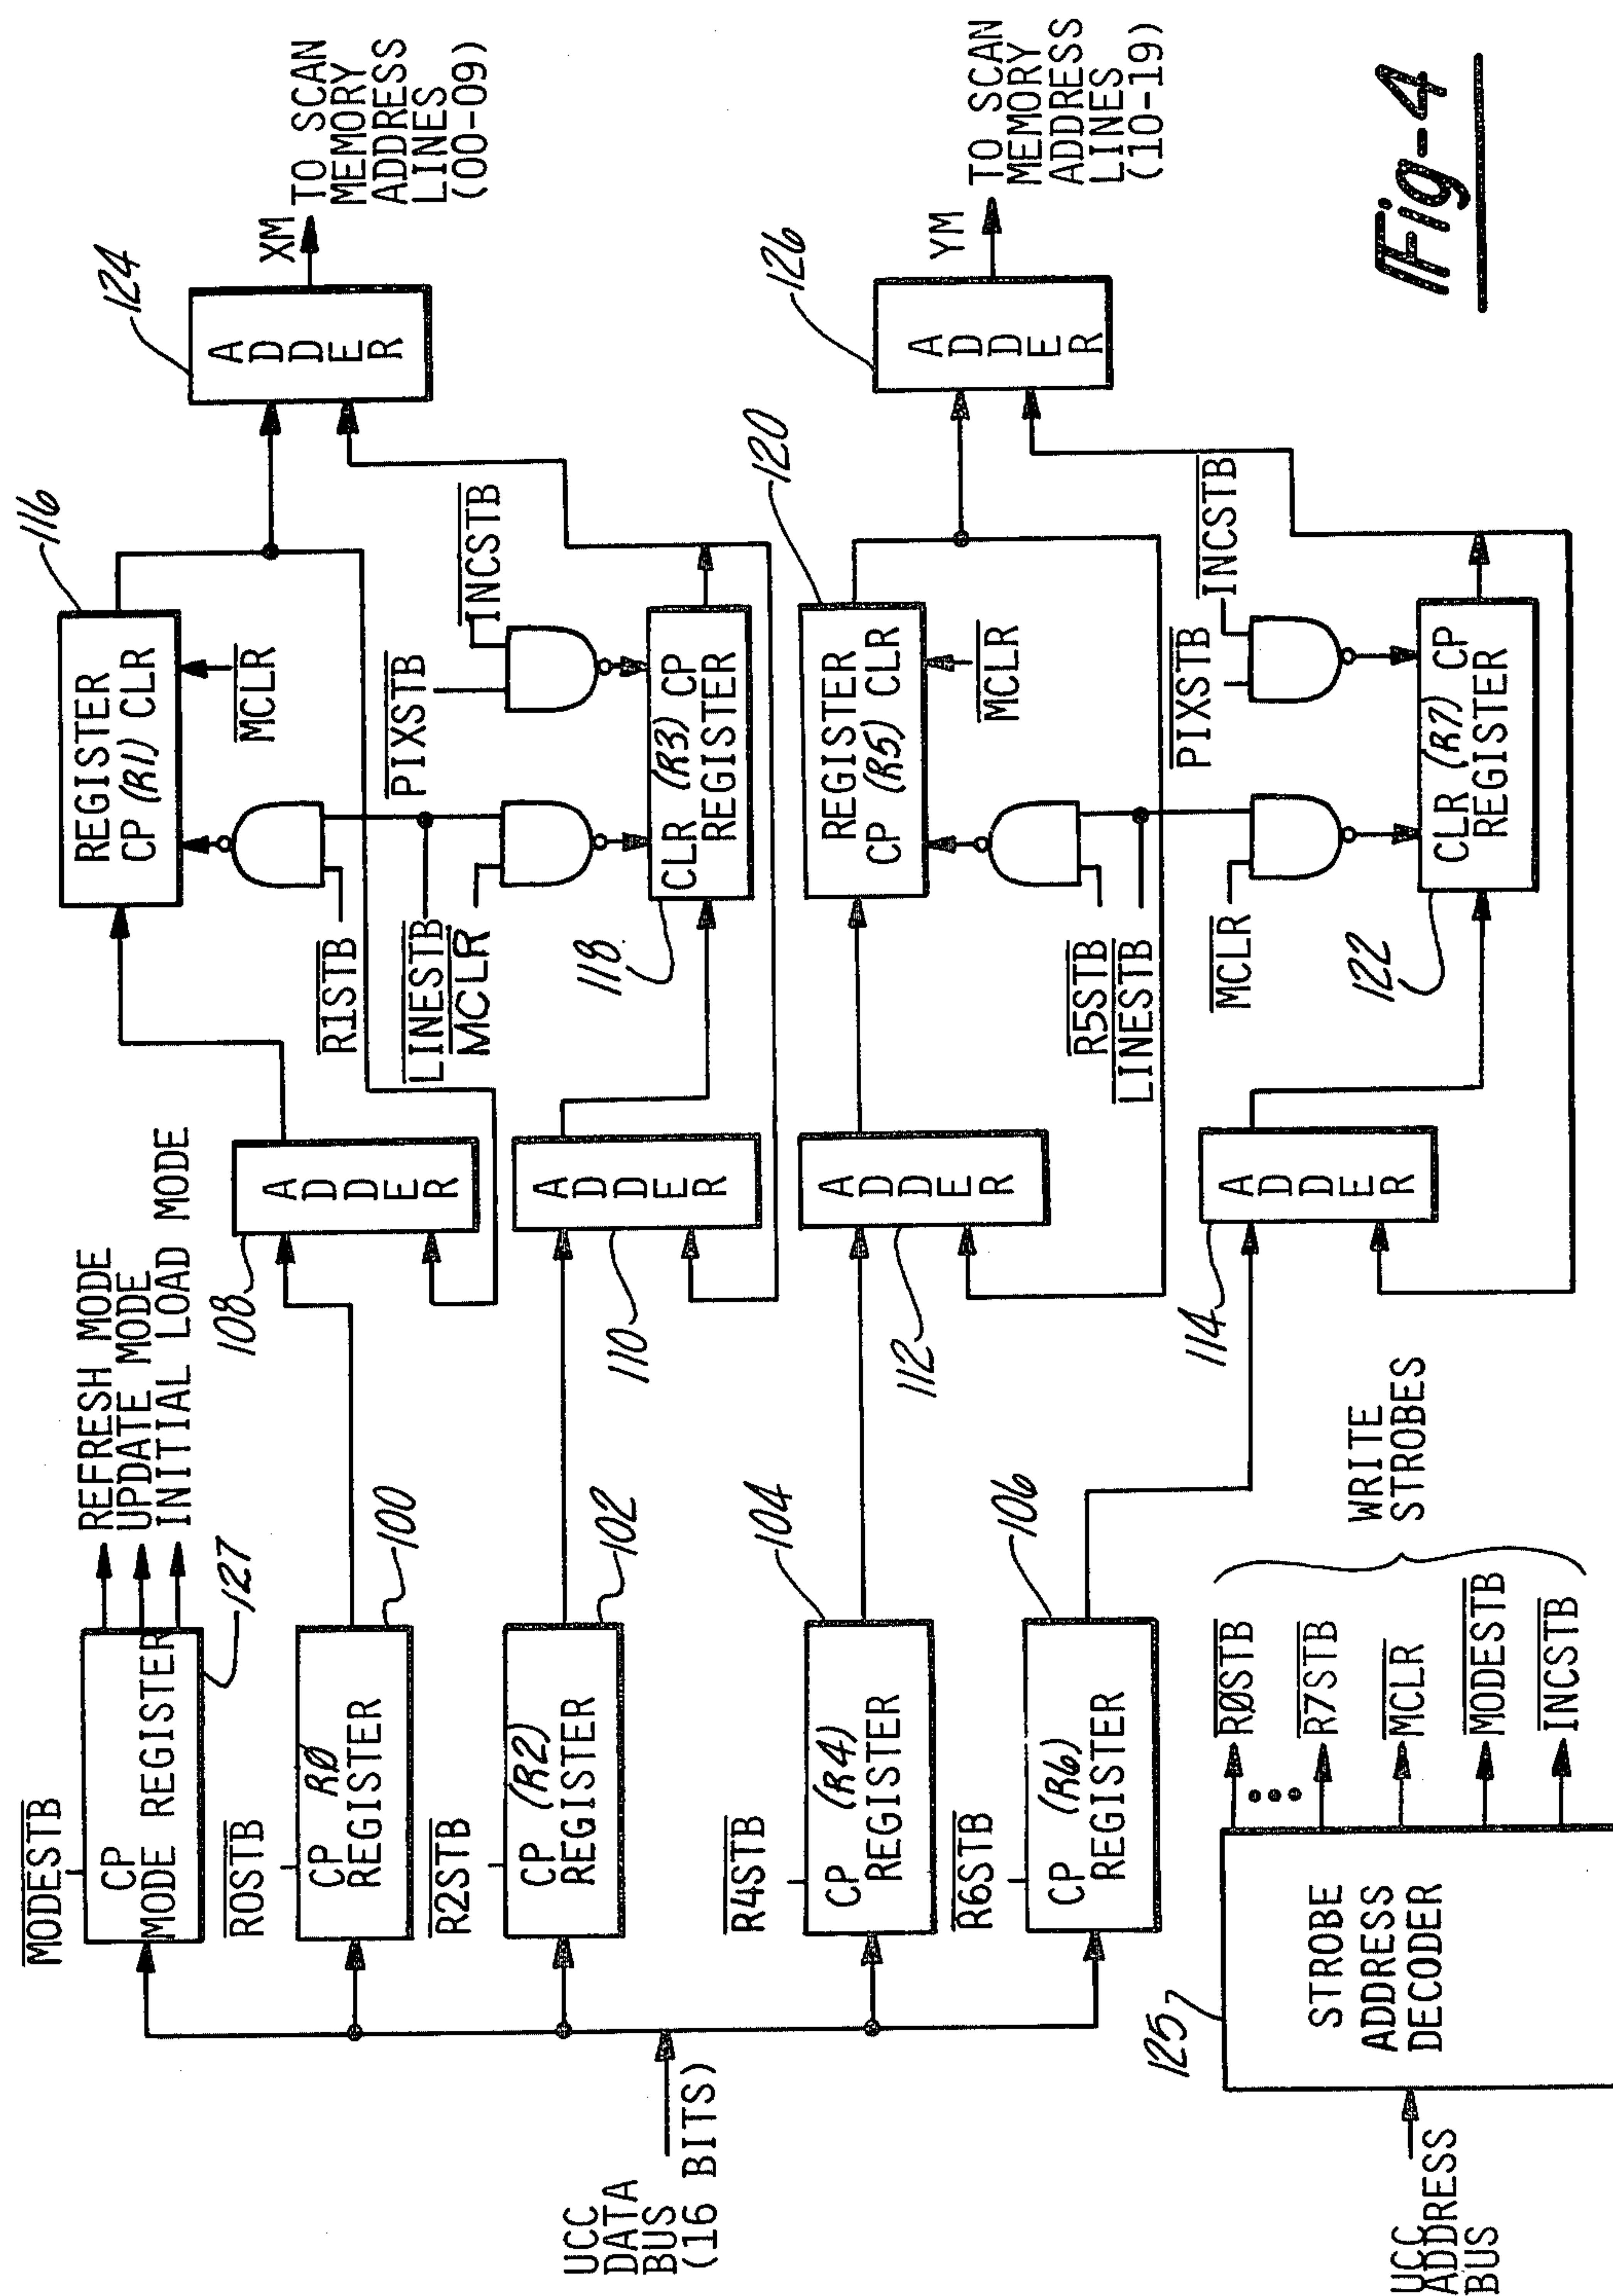 MODESTB
CP
MODE REGISTER
127
REFRESH MODE
UPDATE MODE
INITIAL LOAD MODE
R0STB
CP RØ
REGISTER
100
R2STB
CP (R2)
REGISTER
102
R4STB
CP (R4)
REGISTER
104
R6STB
CP (R6)
REGISTER
106
UCC
DATA
BUS
(16 BITS)
ADDER
108
ADDER
110
ADDER
112
ADDER
114
REGISTER
CP (R1) CLR
116
R1STB
MCLR
LINESTB
MCLR
PIXSTB
INCSTB
CLR (R3) CP
REGISTER
118
REGISTER
CP (R5) CLR
120
R5STB
LINESTB
MCLR
MCLR
PIXSTB
INCSTB
CLR (R7) CP
REGISTER
122
ADDER
124
XM
TO SCAN
MEMORY
ADDRESS
LINES
(00-09)
ADDER
126
YM
TO SCAN
MEMORY
ADDRESS
LINES
(10-19)
UCC
ADDRESS
BUS
125
STROBE
ADDRESS
DECODER
RØSTB
R7STB
MCLR
MODESTB
INCSTB
WRITE
STROBES
Fig-4